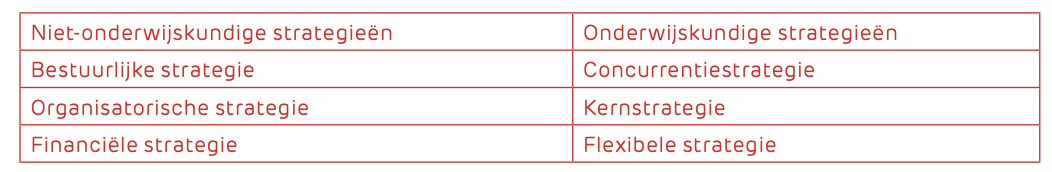 Niet-onderwijskundige strategieën Onderwijskundige strategieën
Bestuurlijke strategie Concurrentiestrategie
Organisatorische strategie Kernstrategie
Financiële strategie Flexibele strategie